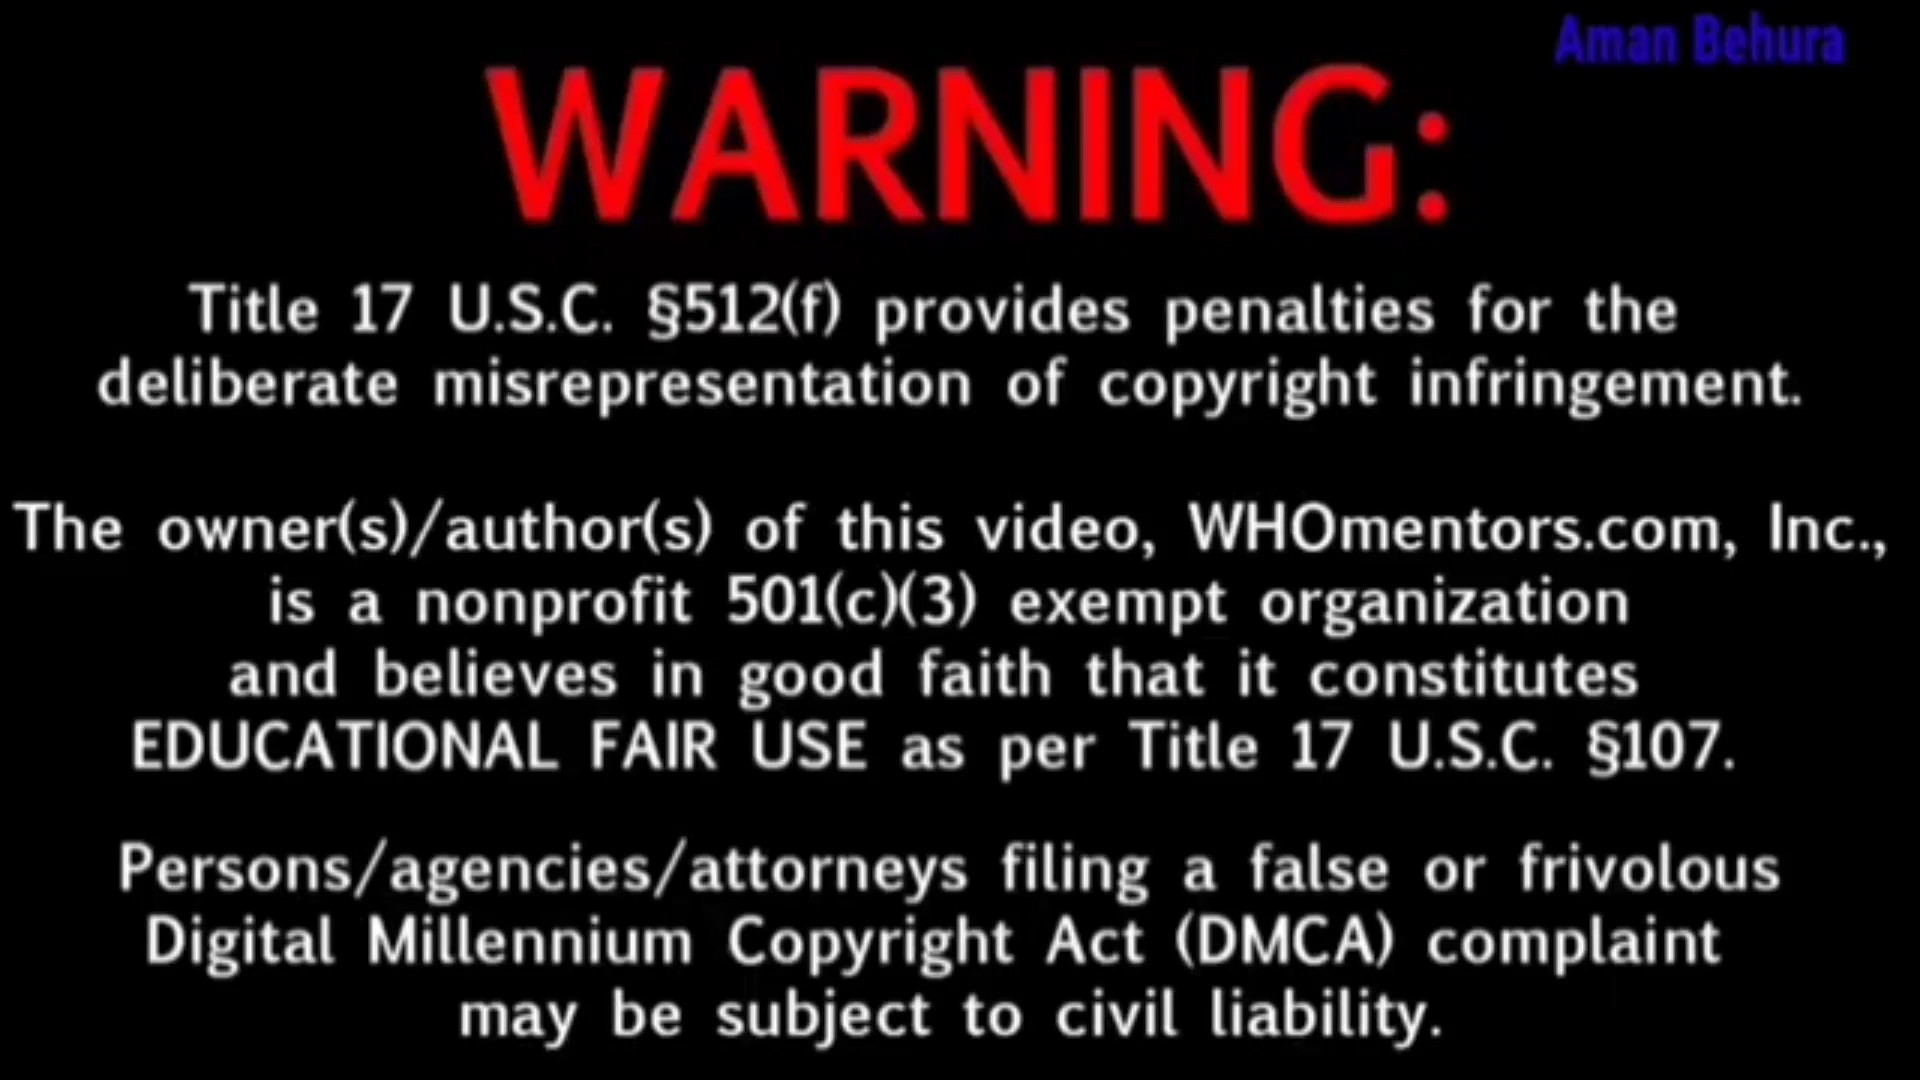 Aman Behura
WARNING:
Title 17 U.S.C. §512(f) provides penalties for the
deliberate misrepresentation of copyright infringement.
The owner(s)/author(s) of this video, WHOmentors.com, Inc.,
is a nonprofit 501(c)(3) exempt organization
and believes in good faith that it constitutes
EDUCATIONAL FAIR USE as per Title 17 U.S.C. §107.
Persons/agencies/attorneys filing a false or frivolous
Digital Millennium Copyright Act (DMCA) complaint
may be subject to civil liability.